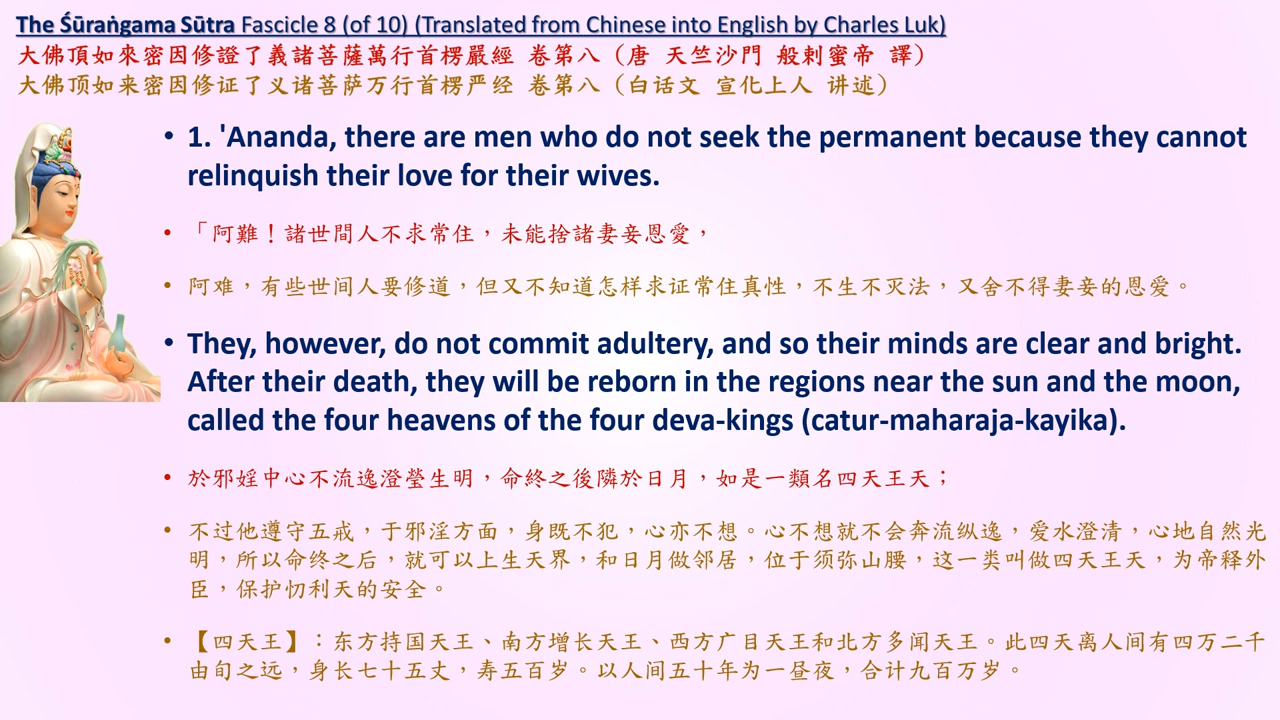 The Śūraṅgama Sūtra Fascicle 8 (of 10) (Translated from Chinese into English by Charles Luk)
大佛頂如來密因修證了義諸菩薩萬行首楞嚴經 卷第八（唐 天竺沙門 般剌蜜帝 譯）
大佛顶如来密因修证了义诸菩萨万行首楞严经 卷第八（白话文 宣化上人 讲述）
• 1. 'Ananda, there are men who do not seek the permanent because they cannot
relinquish their love for their wives.
• 「阿難！諸世間人不求常住，未能捨諸妻妾恩愛，
• 阿难，有些世间人要修道，但又不知道怎样求证常住真性，不生不灭法，又舍不得妻妾的恩爱。
• They, however, do not commit adultery, and so their minds are clear and bright.
After their death, they will be reborn in the regions near the sun and the moon,
called the four heavens of the four deva-kings (catur-maharaja-kayika).
• 於邪婬中心不流逸澄瑩生明，命終之後隣於日月，如是一類名四天王天；
• 不过他遵守五戒，于邪淫方面，身既不犯，心亦不想。心不想就不会奔流纵逸，爱水澄清，心地自然光
明，所以命终之后，就可以上生天界，和日月做邻居，位于须弥山腰，这一类叫做四天王天，为帝释外
臣，保护忉利天的安全。
• 【四天王】：东方持国天王、南方增长天王、西方广目天王和北方多闻天王。此四天离人间有四万二千
由旬之远，身长七十五丈，寿五百岁。以人间五十年为一昼夜，合计九百万岁。